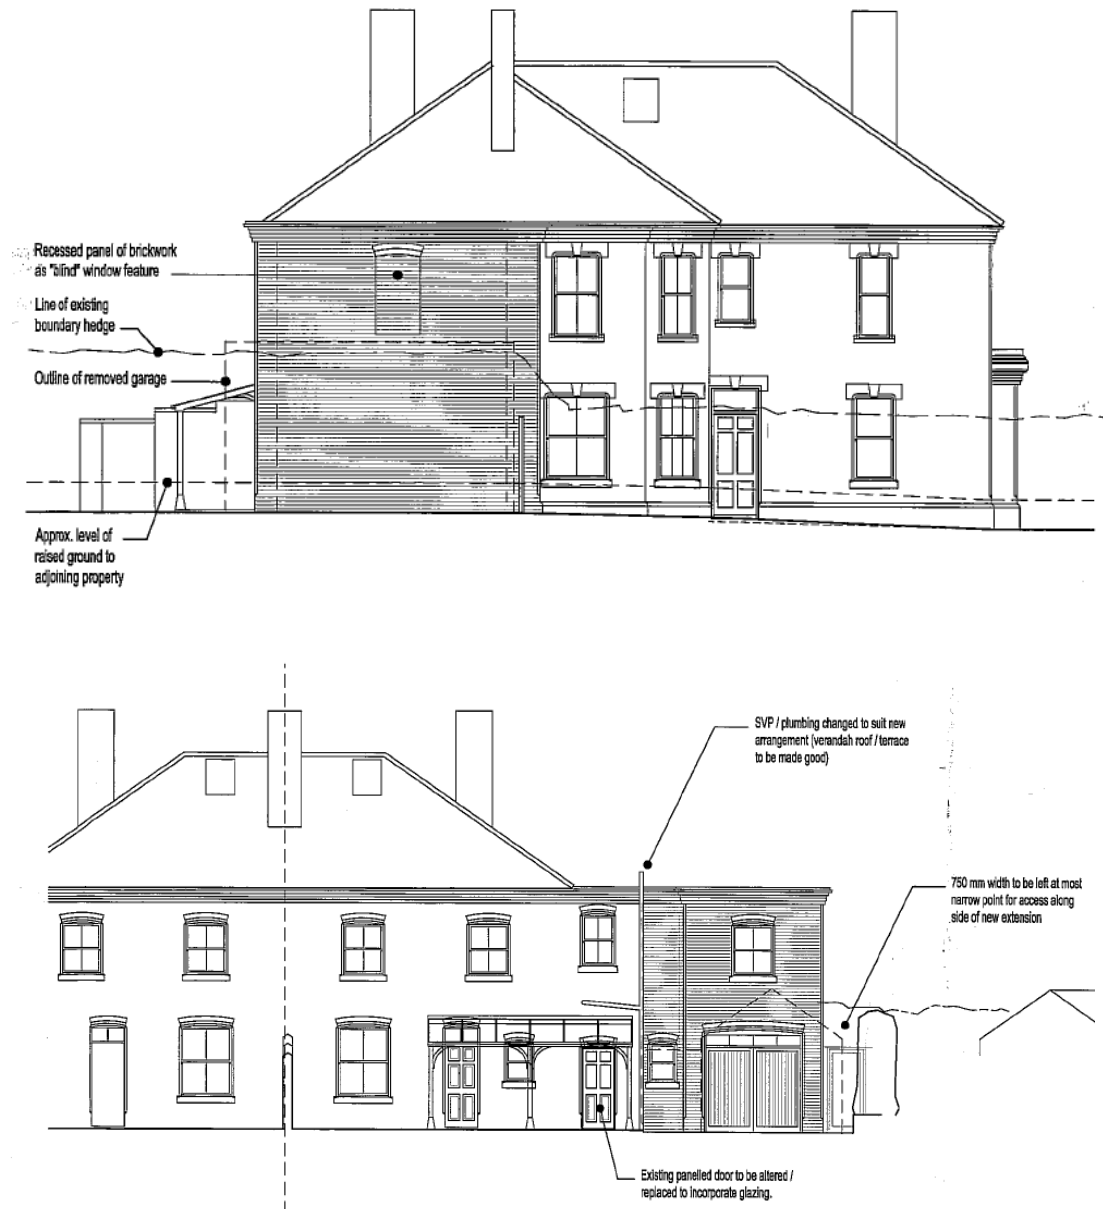 Recessed panel of brickwork
as "blind" window feature
Line of existing
boundary hedge
Outline of removed garage
Approx. level of
raised ground to
adjoining property
SVP / plumbing changed to suit new
arrangement (verandah roof / terrace
to be made good)
750 mm width to be left at most
narrow point for access along
side of new extension
Existing panelled door to be altered /
replaced to incorporate glazing.